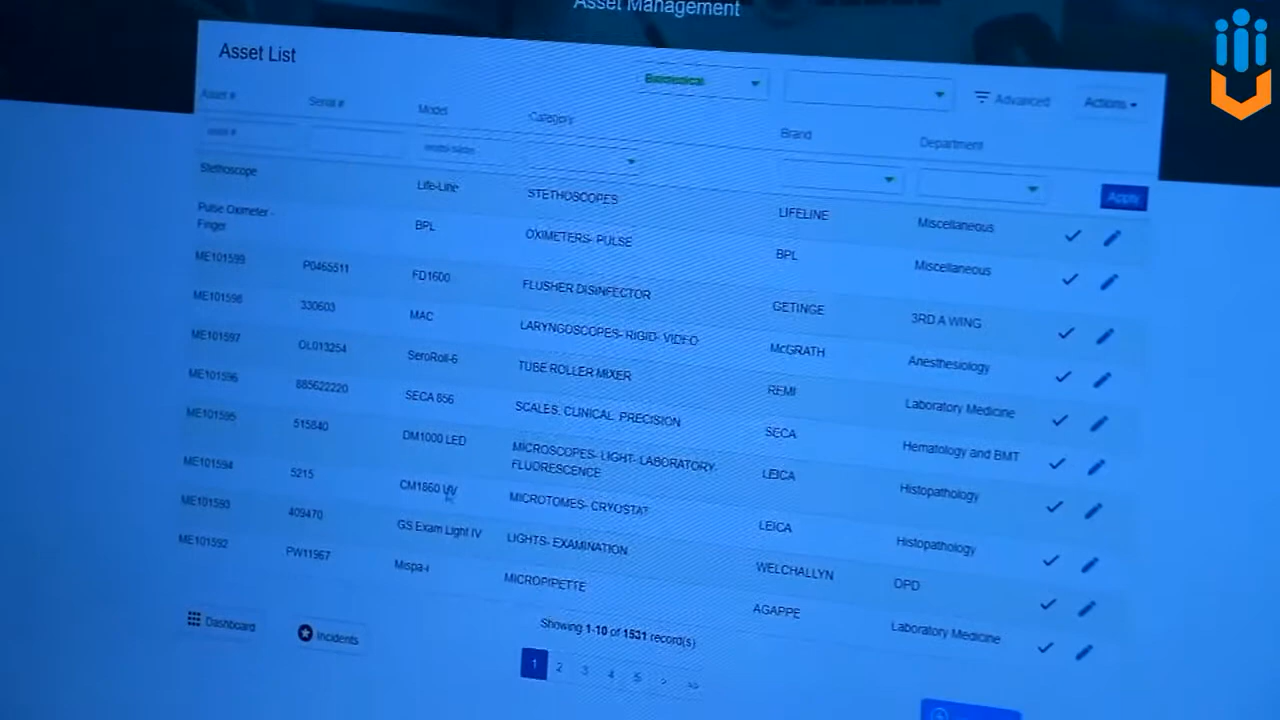 Asset Management
Asset List
Biomedical
Advanced
Actions
Asset # Serial # Model Category Brand Department
asset #
Apply
Stethoscope Life-Line STETHOSCOPES LIFELINE Miscellaneous
Pulse Oximeter - Finger BPL OXIMETERS- PULSE BPL Miscellaneous
ME101599 P0465511 FD1600 FLUSHER DISINFECTOR GETINGE 3RD A WING
ME101598 330603 MAC LARYNGOSCOPES- RIGID- VIDEO McGRATH Anesthesiology
ME101597 OL013254 SeroRoll-6 TUBE ROLLER MIXER REMI Laboratory Medicine
ME101596 885622220 SECA 856 SCALES, CLINICAL, PRECISION SECA Hematology and BMT
ME101595 515840 DM1000 LED MICROSCOPES- LIGHT- LABORATORY- FLUORESCENCE LEICA Histopathology
ME101594 5215 CM1860 UV MICROTOMES- CRYOSTAT LEICA Histopathology
ME101593 409470 GS Exam Light IV LIGHTS- EXAMINATION WELCHALLYN OPD
ME101592 PW11967 Mispa-i MICROPIPETTE AGAPPE Laboratory Medicine
Dashboard
Incidents
Showing 1-10 of 1531 record(s)
1 2 3 4 5 > >>